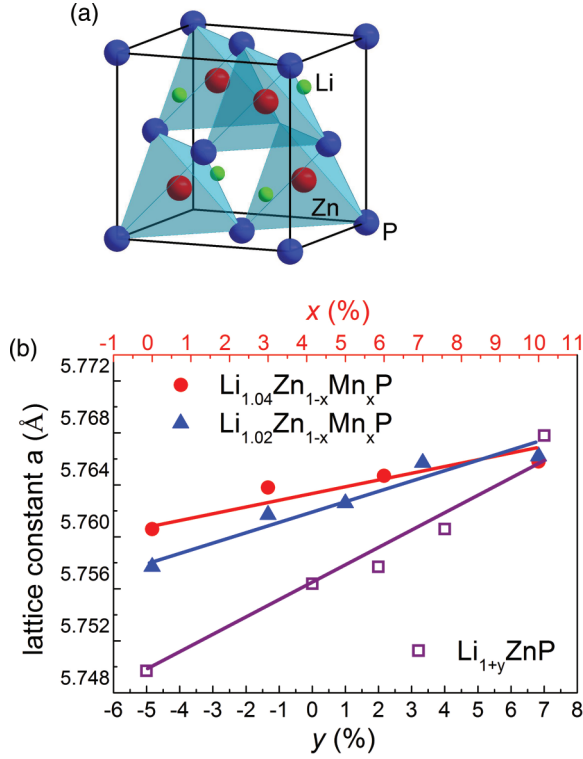 (a)
Li
Zn
P
x (%)
-1 0 1 2 3 4 5 6 7 8 9 10 11
(b)
5.772
5.768
5.764
5.760
5.756
5.752
5.748
lattice constant a (Å)
Li1.04Zn1-xMnxP
Li1.02Zn1-xMnxP
Li1+yZnP
-6 -5 -4 -3 -2 -1 0 1 2 3 4 5 6 7 8
y (%)